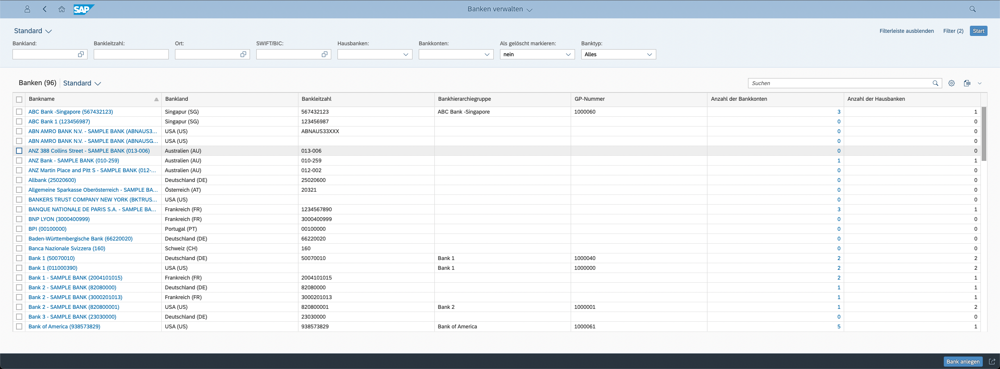 SAP
Banken verwalten
Standard
Filterleiste ausblenden Filter (2) Start
Bankland: Bankleitzahl: Ort: SWIFT/BIC: Hausbanken: Bankkonten: Als gelöscht markieren: Banktyp:
nein Alles
Banken (96) Standard Suchen
Bankname Bankland Bankleitzahl Bankhierarchiegruppe GP-Nummer Anzahl der Bankkonten Anzahl der Hausbanken
ABC Bank -Singapore (567432123) Singapur (SG) 567432123 ABC Bank -Singapore 1000060 3 1
ABC Bank 1 (123456987) Singapur (SG) 123456987 0 0
ABN AMRO BANK N.V. - SAMPLE BANK (ABNAUS3... USA (US) ABNAUS33XXX 0 0
ABN AMRO BANK N.V. - SAMPLE BANK (ABNAUSG... USA (US) 0 0
ANZ 388 Collins Street - SAMPLE BANK (013-006) Australien (AU) 013-006 0 0
ANZ Bank - SAMPLE BANK (010-259) Australien (AU) 010-259 1 1
ANZ Martin Place and Pitt S - SAMPLE BANK (012-... Australien (AU) 012-002 0 0
Allbank (25020600) Deutschland (DE) 25020600 0 0
Allgemeine Sparkasse Oberösterreich - SAMPLE BA... Österreich (AT) 20321 0 0
BANKERS TRUST COMPANY NEW YORK (BKTRUS... USA (US) 0 0
BANQUE NATIONALE DE PARIS S.A. - SAMPLE BA... Frankreich (FR) 1234567890 3 1
BNP LYON (3000400999) Frankreich (FR) 3000400999 0 0
BPI (00100000) Portugal (PT) 00100000 0 0
Baden-Württembergische Bank (66220020) Deutschland (DE) 66220020 0 0
Banca Nazionale Svizzera (160) Schweiz (CH) 160 0 0
Bank 1 (50070010) Deutschland (DE) 50070010 Bank 1 1000040 2 2
Bank 1 (011000390) USA (US) Bank 1 1000000 2 2
Bank 1 - SAMPLE BANK (2004101015) Frankreich (FR) 2004101015 2 1
Bank 2 - SAMPLE BANK (82080000) Deutschland (DE) 82080000 1 1
Bank 2 - SAMPLE BANK (3000201013) Frankreich (FR) 3000201013 1 1
Bank 2 - SAMPLE BANK (820800001) USA (US) 820800001 Bank 2 1000001 1 2
Bank 3 - SAMPLE BANK (23030000) Deutschland (DE) 23030000 0 0
Bank of America (938573829) USA (US) 938573829 Bank of America 1000061 5 1
Bank anlegen